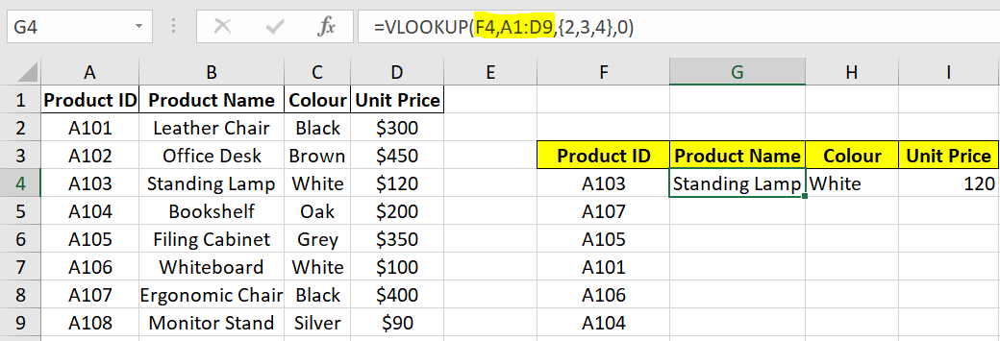 G4 fx =VLOOKUP(F4,A1:D9,{2,3,4},0)
A B C D E F G H I
1 Product ID Product Name Colour Unit Price
2 A101 Leather Chair Black $300
3 A102 Office Desk Brown $450 Product ID Product Name Colour Unit Price
4 A103 Standing Lamp White $120 A103 Standing Lamp White 120
5 A104 Bookshelf Oak $200 A107
6 A105 Filing Cabinet Grey $350 A105
7 A106 Whiteboard White $100 A101
8 A107 Ergonomic Chair Black $400 A106
9 A108 Monitor Stand Silver $90 A104